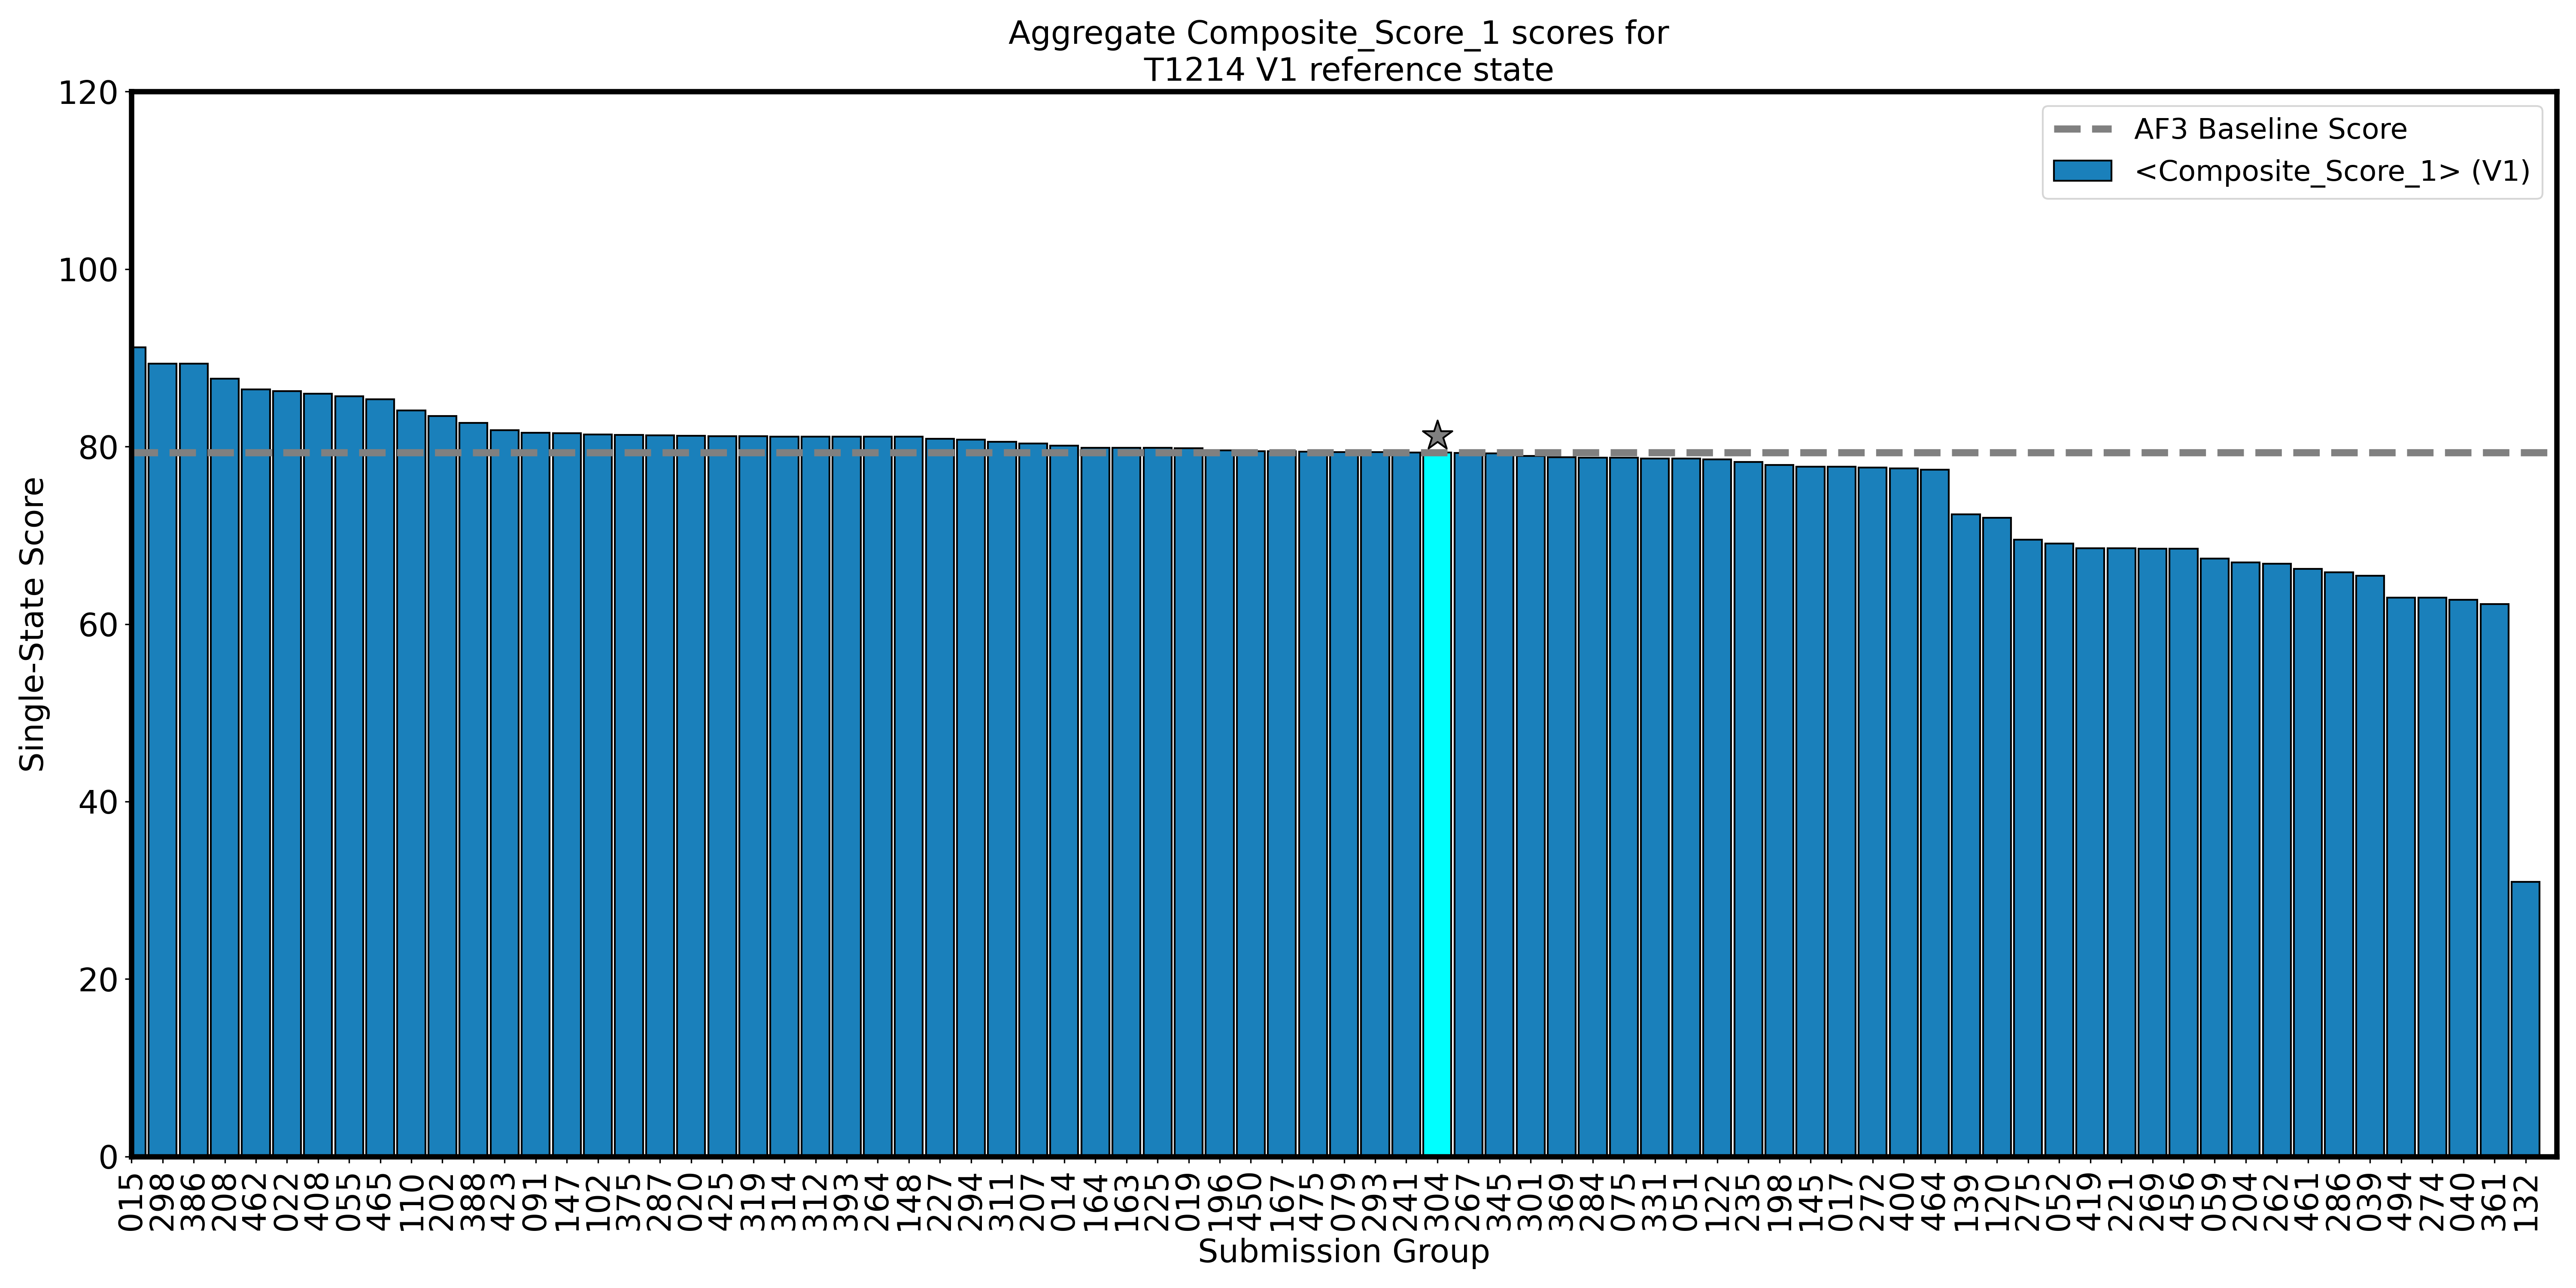 Aggregate Composite_Score_1 scores for
T1214 V1 reference state
AF3 Baseline Score
<Composite_Score_1> (V1)
120
100
80
60
40
20
0
Single-State Score
015 298 386 208 462 022 408 055 465 110 202 388 423 091 147 102 375 287 020 425 319 314 312 393 264 148 227 294 311 207 014 164 163 225 019 196 450 167 475 079 293 241 304 267 345 301 369 284 075 331 051 122 235 198 145 017 272 400 464 139 120 275 052 419 221 269 456 059 204 262 461 286 039 494 274 040 361 132
Submission Group